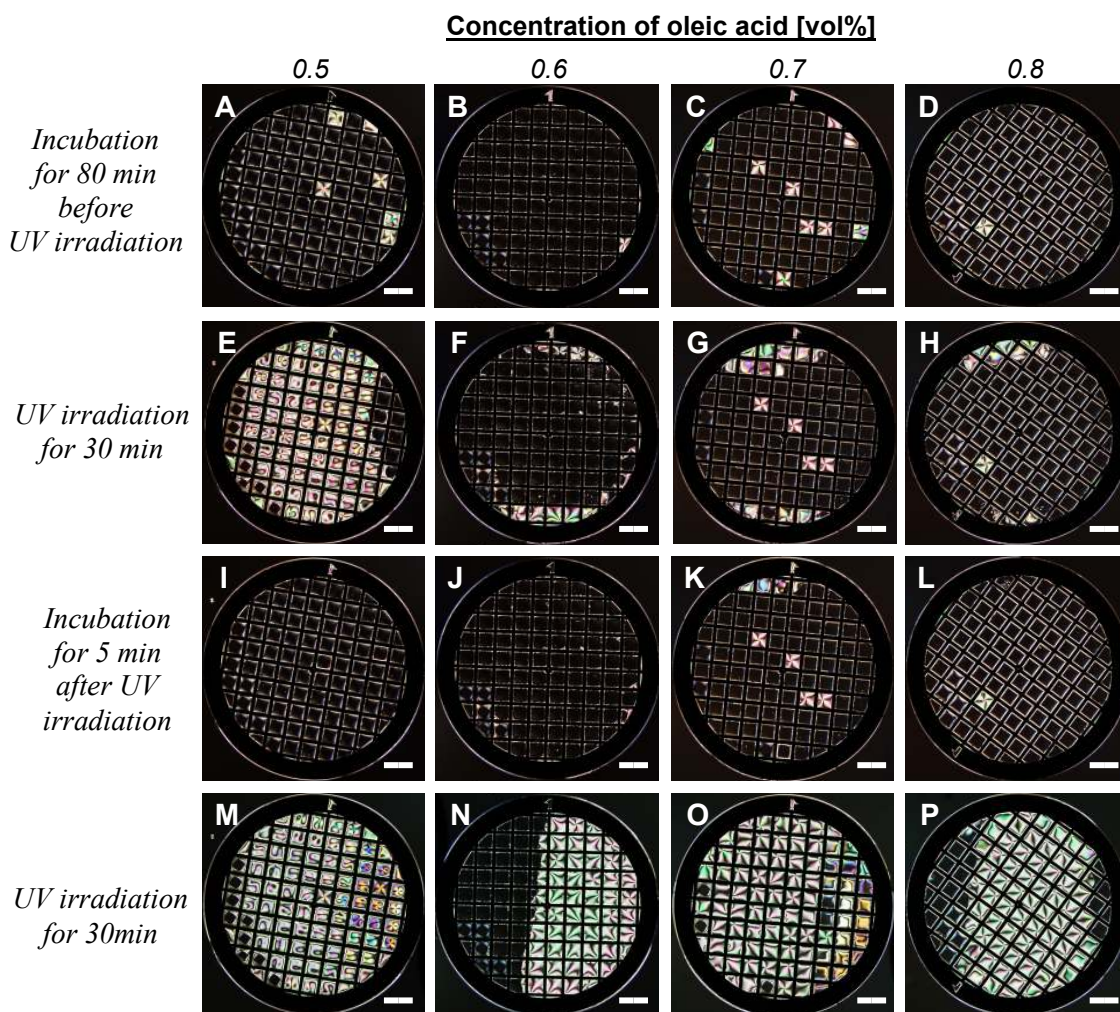 Concentration of oleic acid [vol%]
0.5 0.6 0.7 0.8
Incubation
for 80 min
before
UV irradiation
A B C D
UV irradiation
for 30 min
E F G H
Incubation
for 5 min
after UV
irradiation
I J K L
UV irradiation
for 30min
M N O P